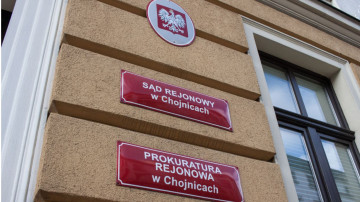 SĄD REJONOWY
w Chojnicach
PROKURATURA
REJONOWA
w Chojnicach